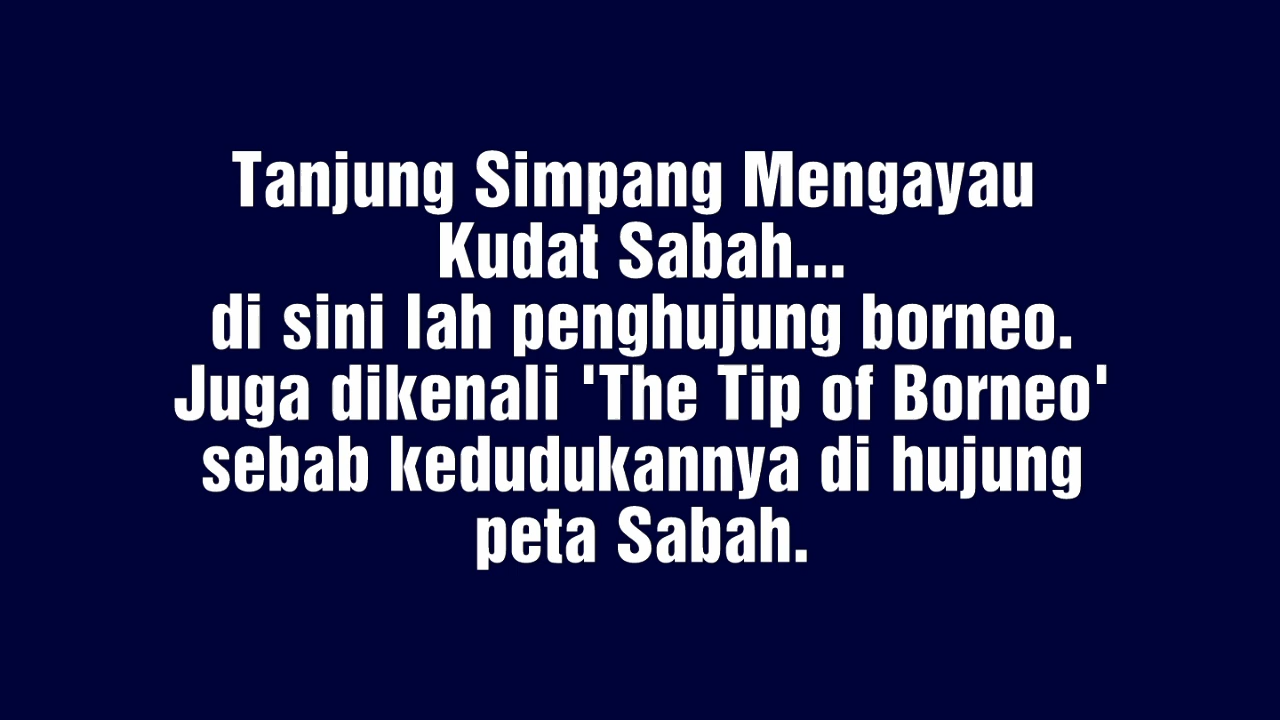 Tanjung Simpang Mengayau
Kudat Sabah...
di sini lah penghujung borneo.
Juga dikenali 'The Tip of Borneo'
sebab kedudukannya di hujung
peta Sabah.